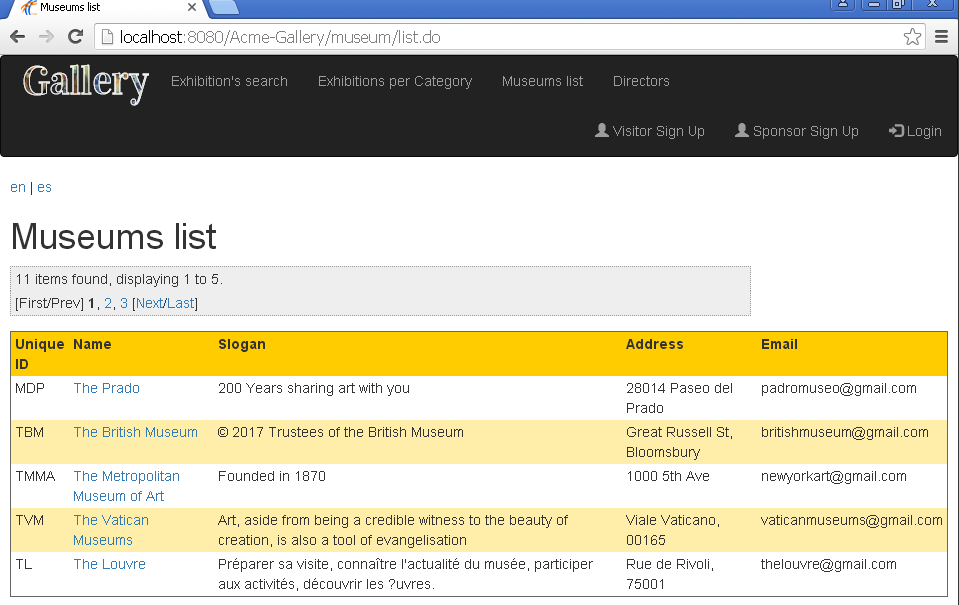 Museums list
localhost:8080/Acme-Gallery/museum/list.do
Gallery Exhibition's search Exhibitions per Category Museums list Directors
Visitor Sign Up Sponsor Sign Up Login
en | es
Museums list
11 items found, displaying 1 to 5.
[First/Prev] 1, 2, 3 [Next/Last]
Unique Name Slogan Address Email
ID
MDP The Prado 200 Years sharing art with you 28014 Paseo del padromuseo@gmail.com
Prado
TBM The British Museum © 2017 Trustees of the British Museum Great Russell St, britishmuseum@gmail.com
Bloomsbury
TMMA The Metropolitan Founded in 1870 1000 5th Ave newyorkart@gmail.com
Museum of Art
TVM The Vatican Art, aside from being a credible witness to the beauty of Viale Vaticano, vaticanmuseums@gmail.com
Museums creation, is also a tool of evangelisation 00165
TL The Louvre Préparer sa visite, connaître l'actualité du musée, participer Rue de Rivoli, thelouvre@gmail.com
aux activités, découvrir les ?uvres. 75001